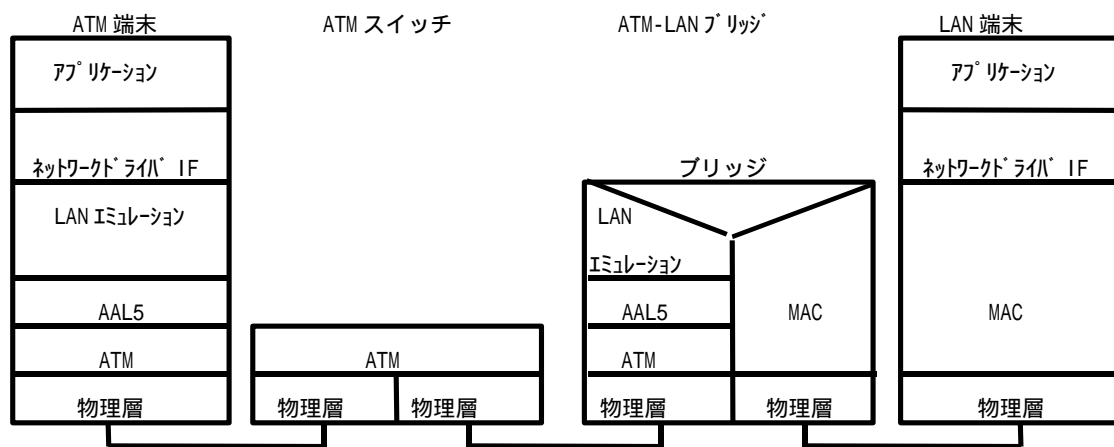 ATM 端末 ATM スイッチ ATM-LAN ブリッジ LAN 端末
アプリケーション アプリケーション
ネットワークドライバ IF ブリッジ ネットワークドライバ IF
LAN エミュレーション LAN
エミュレーション
AAL5 AAL5 MAC MAC
ATM ATM ATM
物理層 物理層 物理層 物理層 物理層 物理層